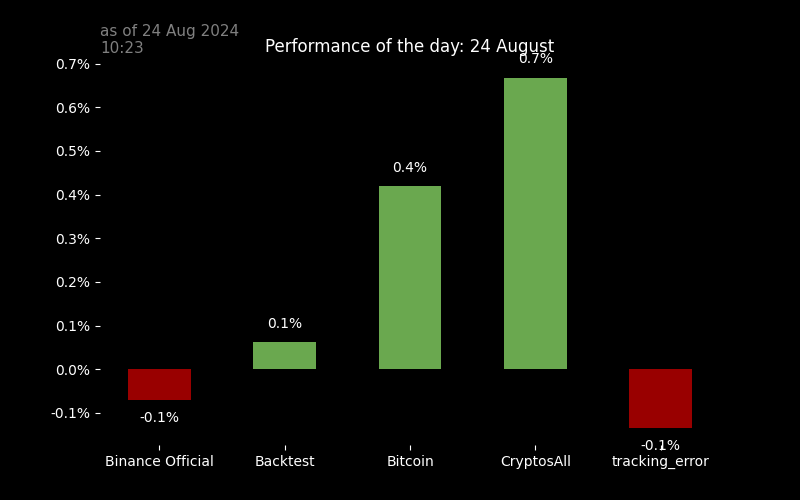 as of 24 Aug 2024
10:23
Performance of the day: 24 August
0.7%
0.7%
0.6%
0.5%
0.4%
0.4%
0.3%
0.2%
0.1%
0.1%
0.0%
-0.1%
-0.1%
-0.1%
Binance Official
Backtest
Bitcoin
CryptosAll
tracking_error